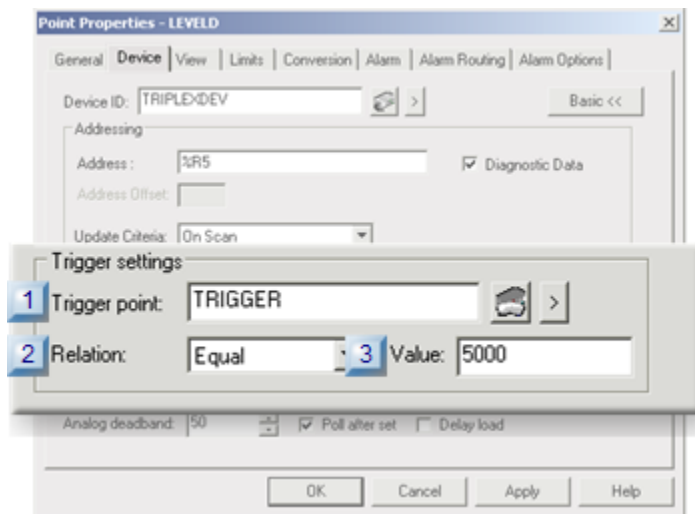 Point Properties - LEVELD
General Device View Limits Conversion Alarm Alarm Routing Alarm Options
Device ID: TRIPLEXDEV > Basic <<
Addressing
Address : %R5 Diagnostic Data
Address Offset:
Update Criteria: On Scan
Trigger settings
1 Trigger point: TRIGGER >
2 Relation: Equal 3 Value: 5000
Analog deadband: 50 Poll after set Delay load
OK Cancel Apply Help